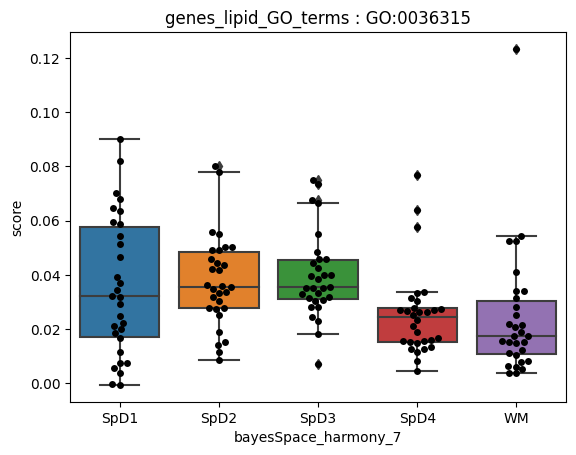 genes_lipid_GO_terms : GO:0036315
0.12
0.10
0.08
0.06
0.04
0.02
0.00
score
SpD1 SpD2 SpD3 SpD4 WM
bayesSpace_harmony_7